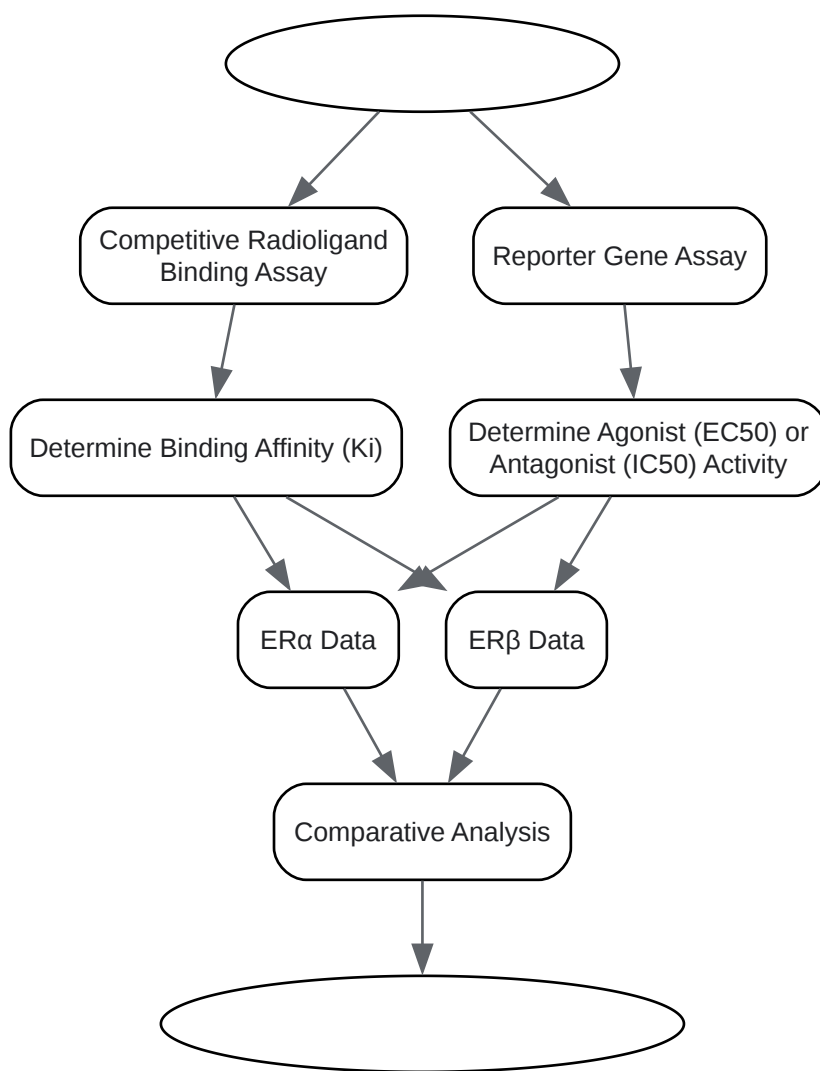 Competitive Radioligand
Binding Assay
Reporter Gene Assay
Determine Binding Affinity (Ki)
Determine Agonist (EC50) or
Antagonist (IC50) Activity
ERα Data
ERβ Data
Comparative Analysis